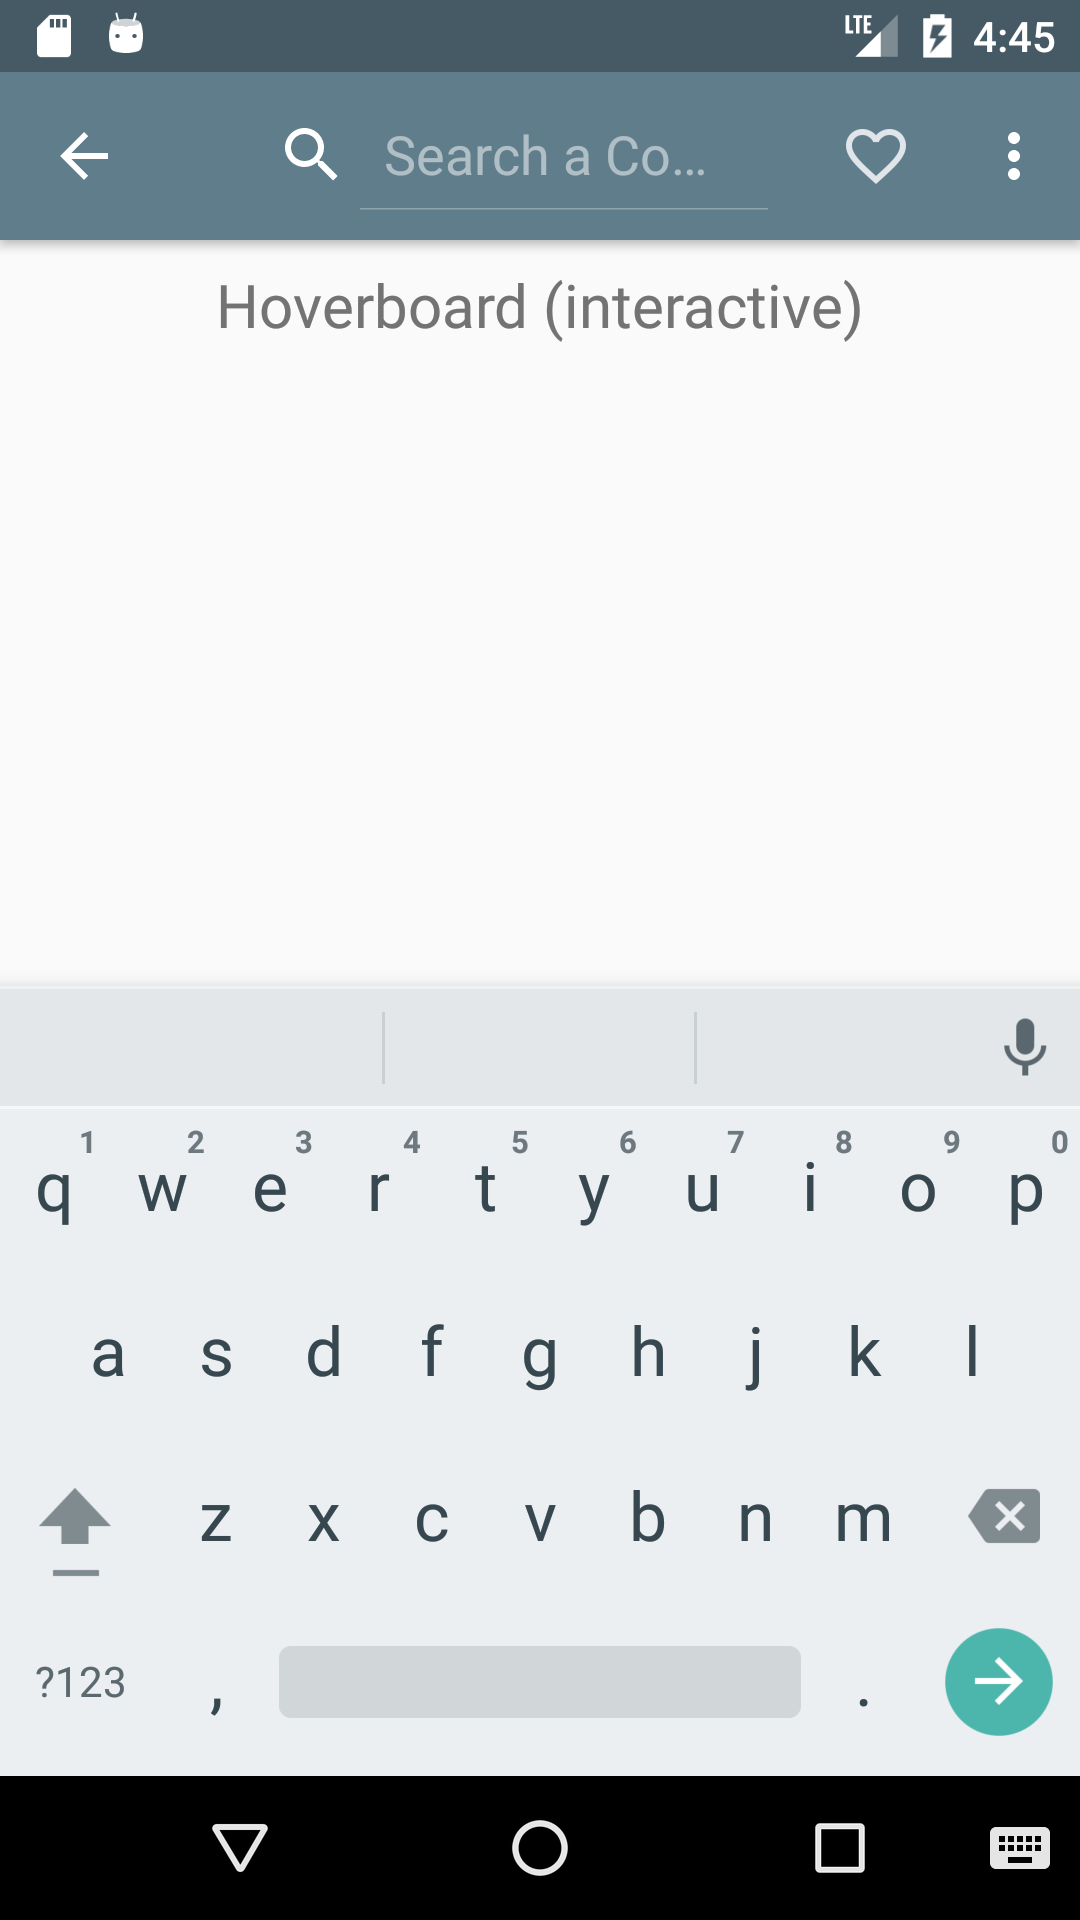 LTE 4:45
Search a Co...
Hoverboard (interactive)
1 2 3 4 5 6 7 8 9 0
q w e r t y u i o p
a s d f g h j k l
z x c v b n m
?123 , .